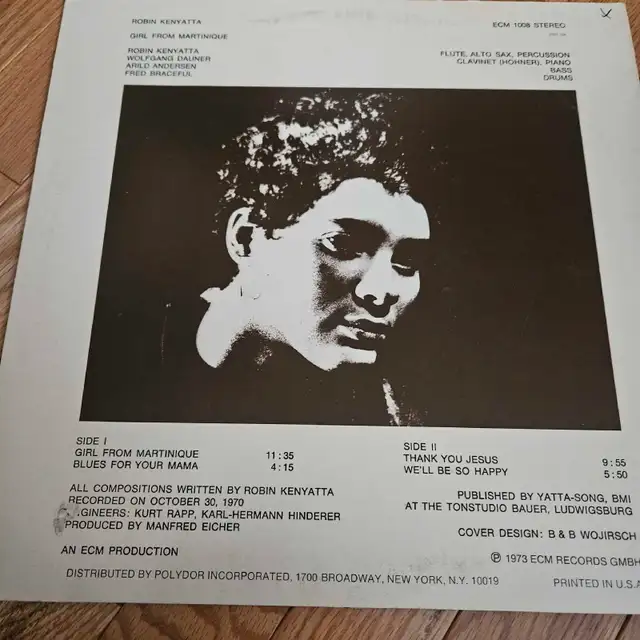 ROBIN KENYATTA
ECM 1008 STEREO
GIRL FROM MARTINIQUE
ROBIN KENYATTA FLUTE, ALTO SAX, PERCUSSION
WOLFGANG DAUNER CLAVINET (HOHNER), PIANO
ARILD ANDERSEN BASS
FRED BRACEFUL DRUMS
SIDE I
GIRL FROM MARTINIQUE 11:35
BLUES FOR YOUR MAMA 4:15
SIDE II
THANK YOU JESUS 9:55
WE'LL BE SO HAPPY 5:50
ALL COMPOSITIONS WRITTEN BY ROBIN KENYATTA
RECORDED ON OCTOBER 30, 1970
GINEERS: KURT RAPP, KARL-HERMANN HINDERER
PRODUCED BY MANFRED EICHER
AN ECM PRODUCTION
PUBLISHED BY YATTA-SONG, BMI
AT THE TONSTUDIO BAUER, LUDWIGSBURG
COVER DESIGN: B & B WOJIRSCH
℗ 1973 ECM RECORDS GMBH
DISTRIBUTED BY POLYDOR INCORPORATED, 1700 BROADWAY, NEW YORK, N.Y. 10019
PRINTED IN U.S.A